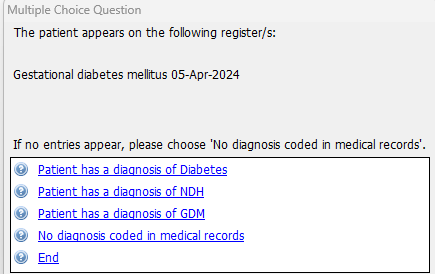 Multiple Choice Question
The patient appears on the following register/s:
Gestational diabetes mellitus 05-Apr-2024
If no entries appear, please choose 'No diagnosis coded in medical records'.
Patient has a diagnosis of Diabetes
Patient has a diagnosis of NDH
Patient has a diagnosis of GDM
No diagnosis coded in medical records
End